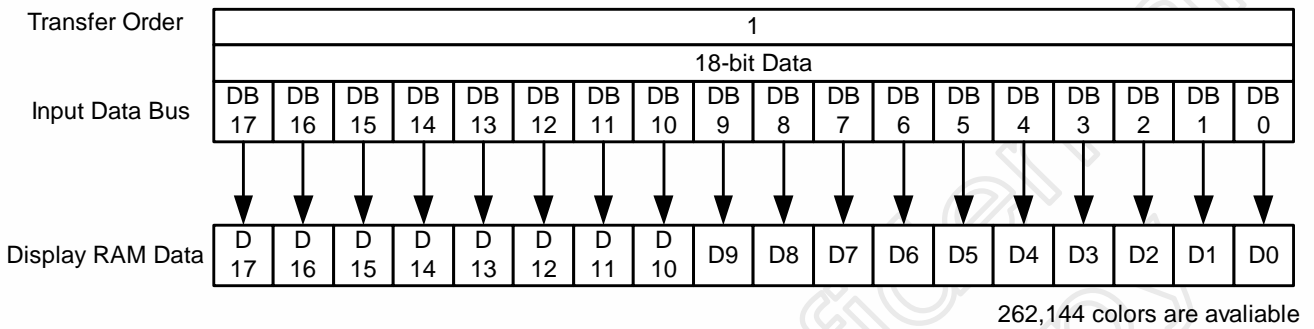 Transfer Order 1
18-bit Data
Input Data Bus DB 17 DB 16 DB 15 DB 14 DB 13 DB 12 DB 11 DB 10 DB 9 DB 8 DB 7 DB 6 DB 5 DB 4 DB 3 DB 2 DB 1 DB 0
Display RAM Data D 17 D 16 D 15 D 14 D 13 D 12 D 11 D 10 D9 D8 D7 D6 D5 D4 D3 D2 D1 D0
262,144 colors are avaliable